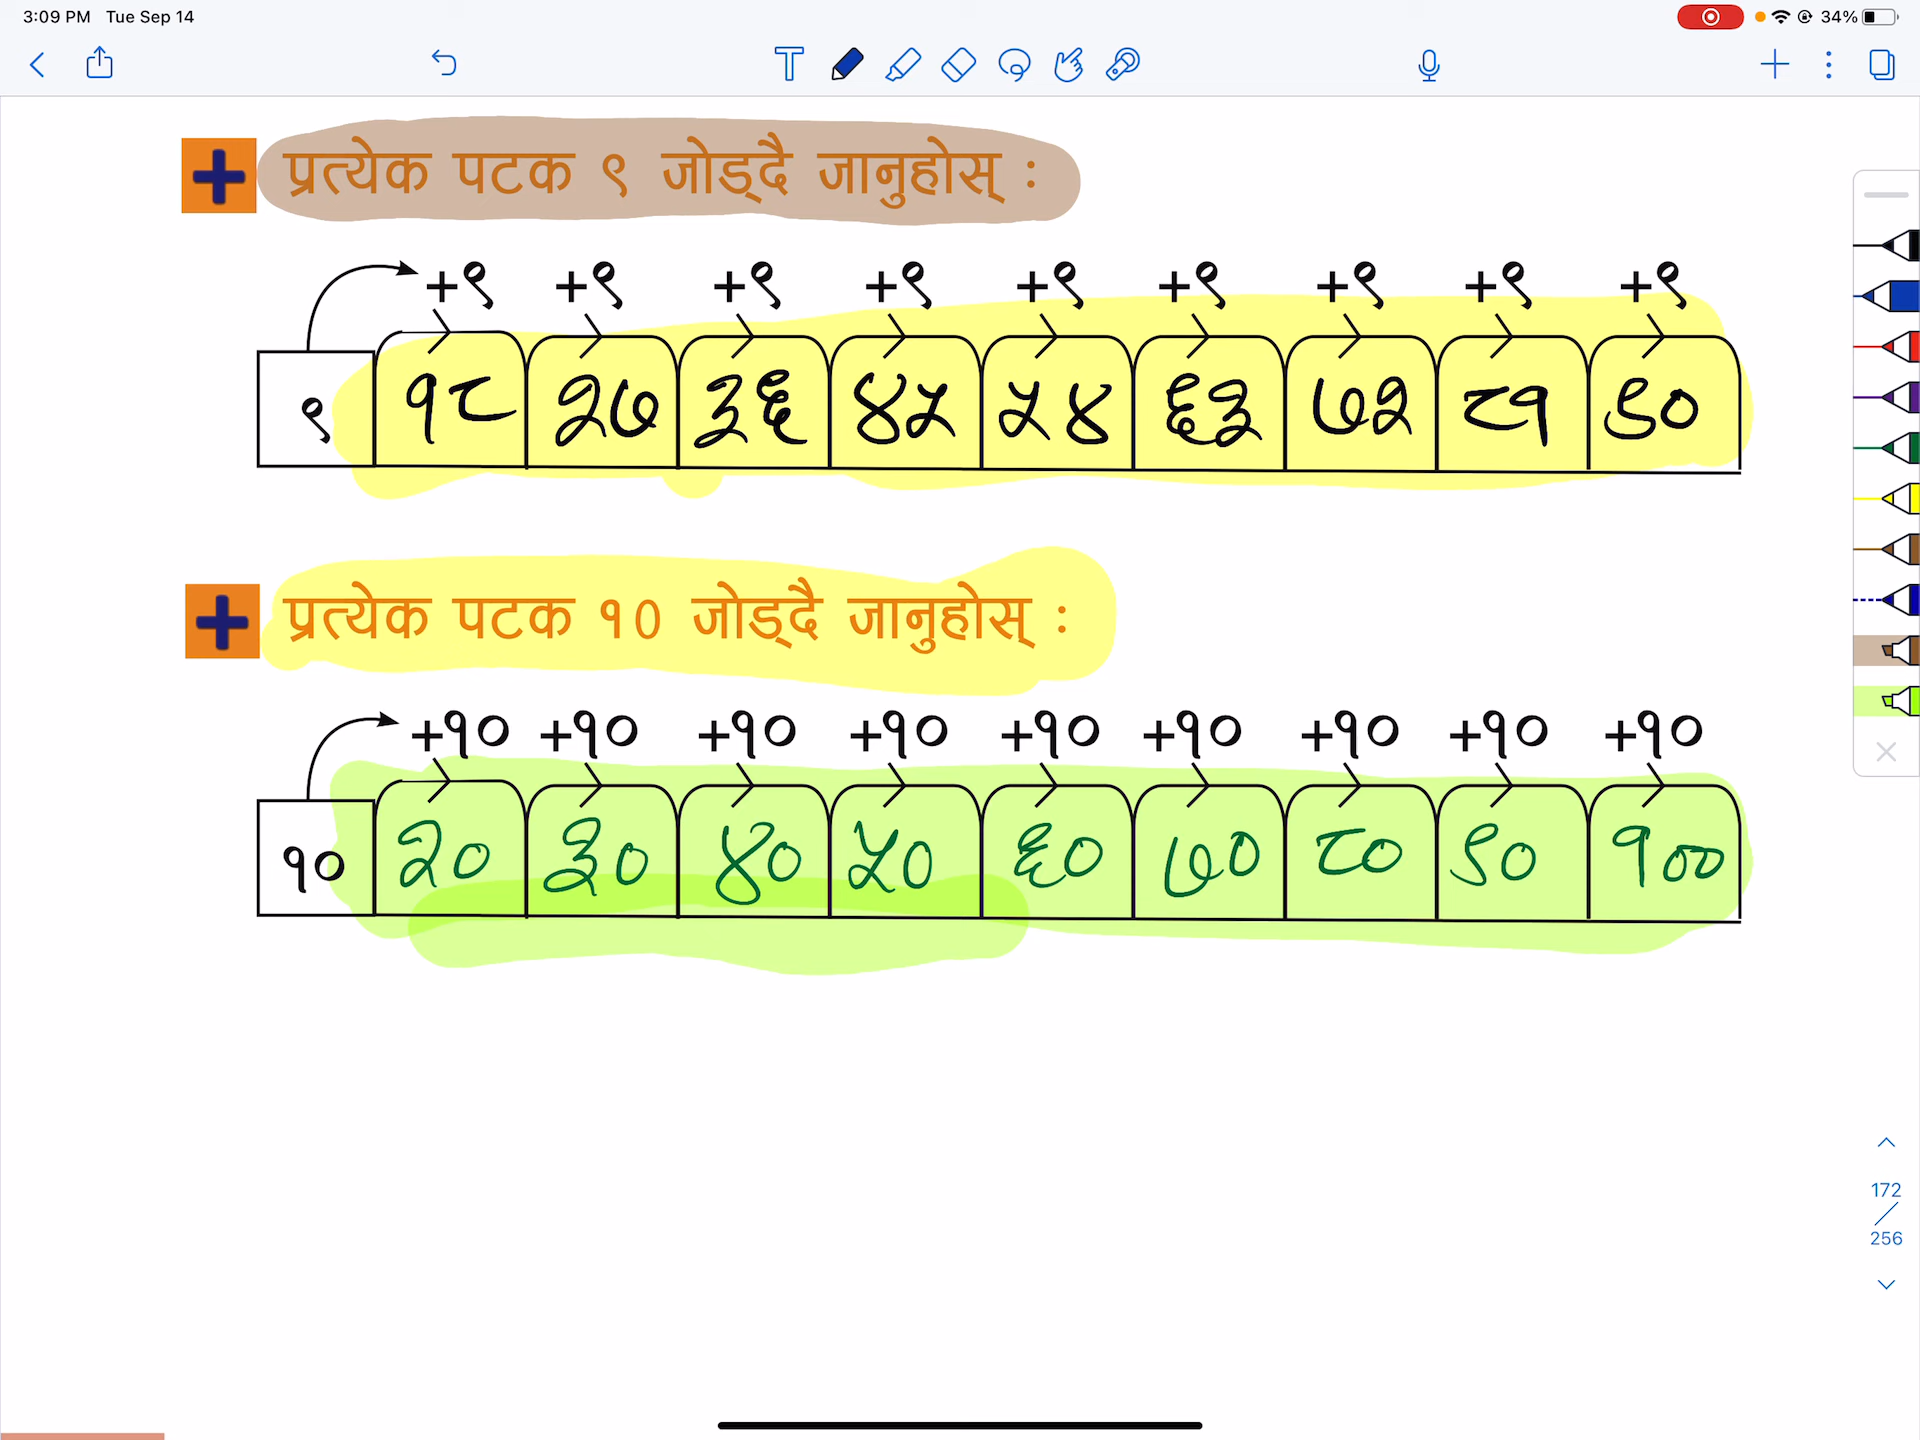 3:09 PM Tue Sep 14 34%
प्रत्येक पटक ९ जोड्दै जानुहोस् :
+९ +९ +९ +९ +९ +९ +९ +९ +९
९ १८ २७ ३६ ४५ ५४ ६३ ७२ ८१ ९०
प्रत्येक पटक १० जोड्दै जानुहोस् :
+१० +१० +१० +१० +१० +१० +१० +१० +१०
१० २० ३० ४० ५० ६० ७० ८० ९० १००
172
256